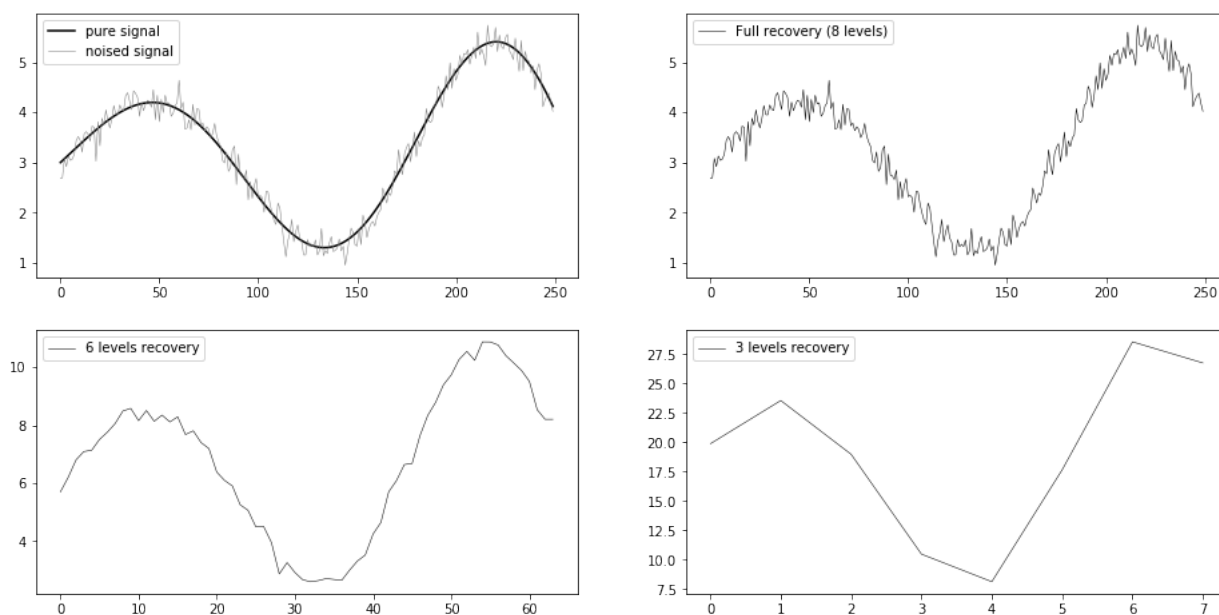 pure signal
noised signal
5
4
3
2
1
0 50 100 150 200 250
Full recovery (8 levels)
5
4
3
2
1
0 50 100 150 200 250
6 levels recovery
10
8
6
4
0 10 20 30 40 50 60
3 levels recovery
27.5
25.0
22.5
20.0
17.5
15.0
12.5
10.0
7.5
0 1 2 3 4 5 6 7